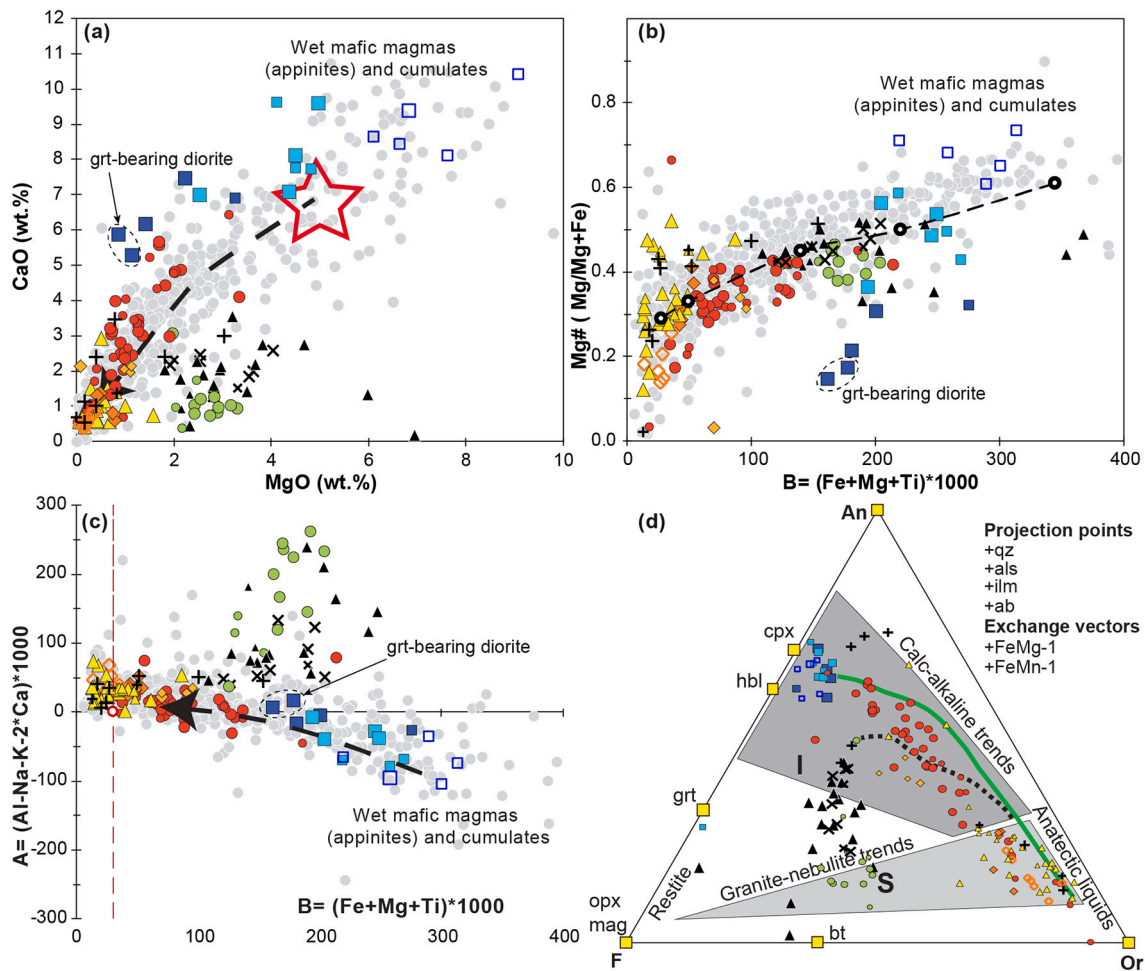 (a)
12
11
10
9
8
7
6
5
4
3
2
1
0
CaO (wt.%)
Wet mafic magmas
(appinites) and cumulates
grt-bearing diorite
0
2
4
6
8
10
MgO (wt.%)
(b)
0.8
0.6
0.4
0.2
0.0
Mg# ( Mg/Mg+Fe)
Wet mafic magmas
(appinites) and cumulates
grt-bearing diorite
0
100
200
300
400
B= (Fe+Mg+Ti)*1000
(c)
300
200
100
0
-100
-200
-300
A= (Al-Na-K-2*Ca)*1000
grt-bearing diorite
Wet mafic magmas
(appinites) and cumulates
B= (Fe+Mg+Ti)*1000
0
100
200
300
400
(d)
An
Projection points
+qz
+als
+ilm
+ab
Exchange vectors
+FeMg-1
+FeMn-1
cpx
hbl
Calc-alkaline trends
I
grt
Granite-nebulite trends
Anatectic liquids
Restite
S
opx
mag
bt
F
Or